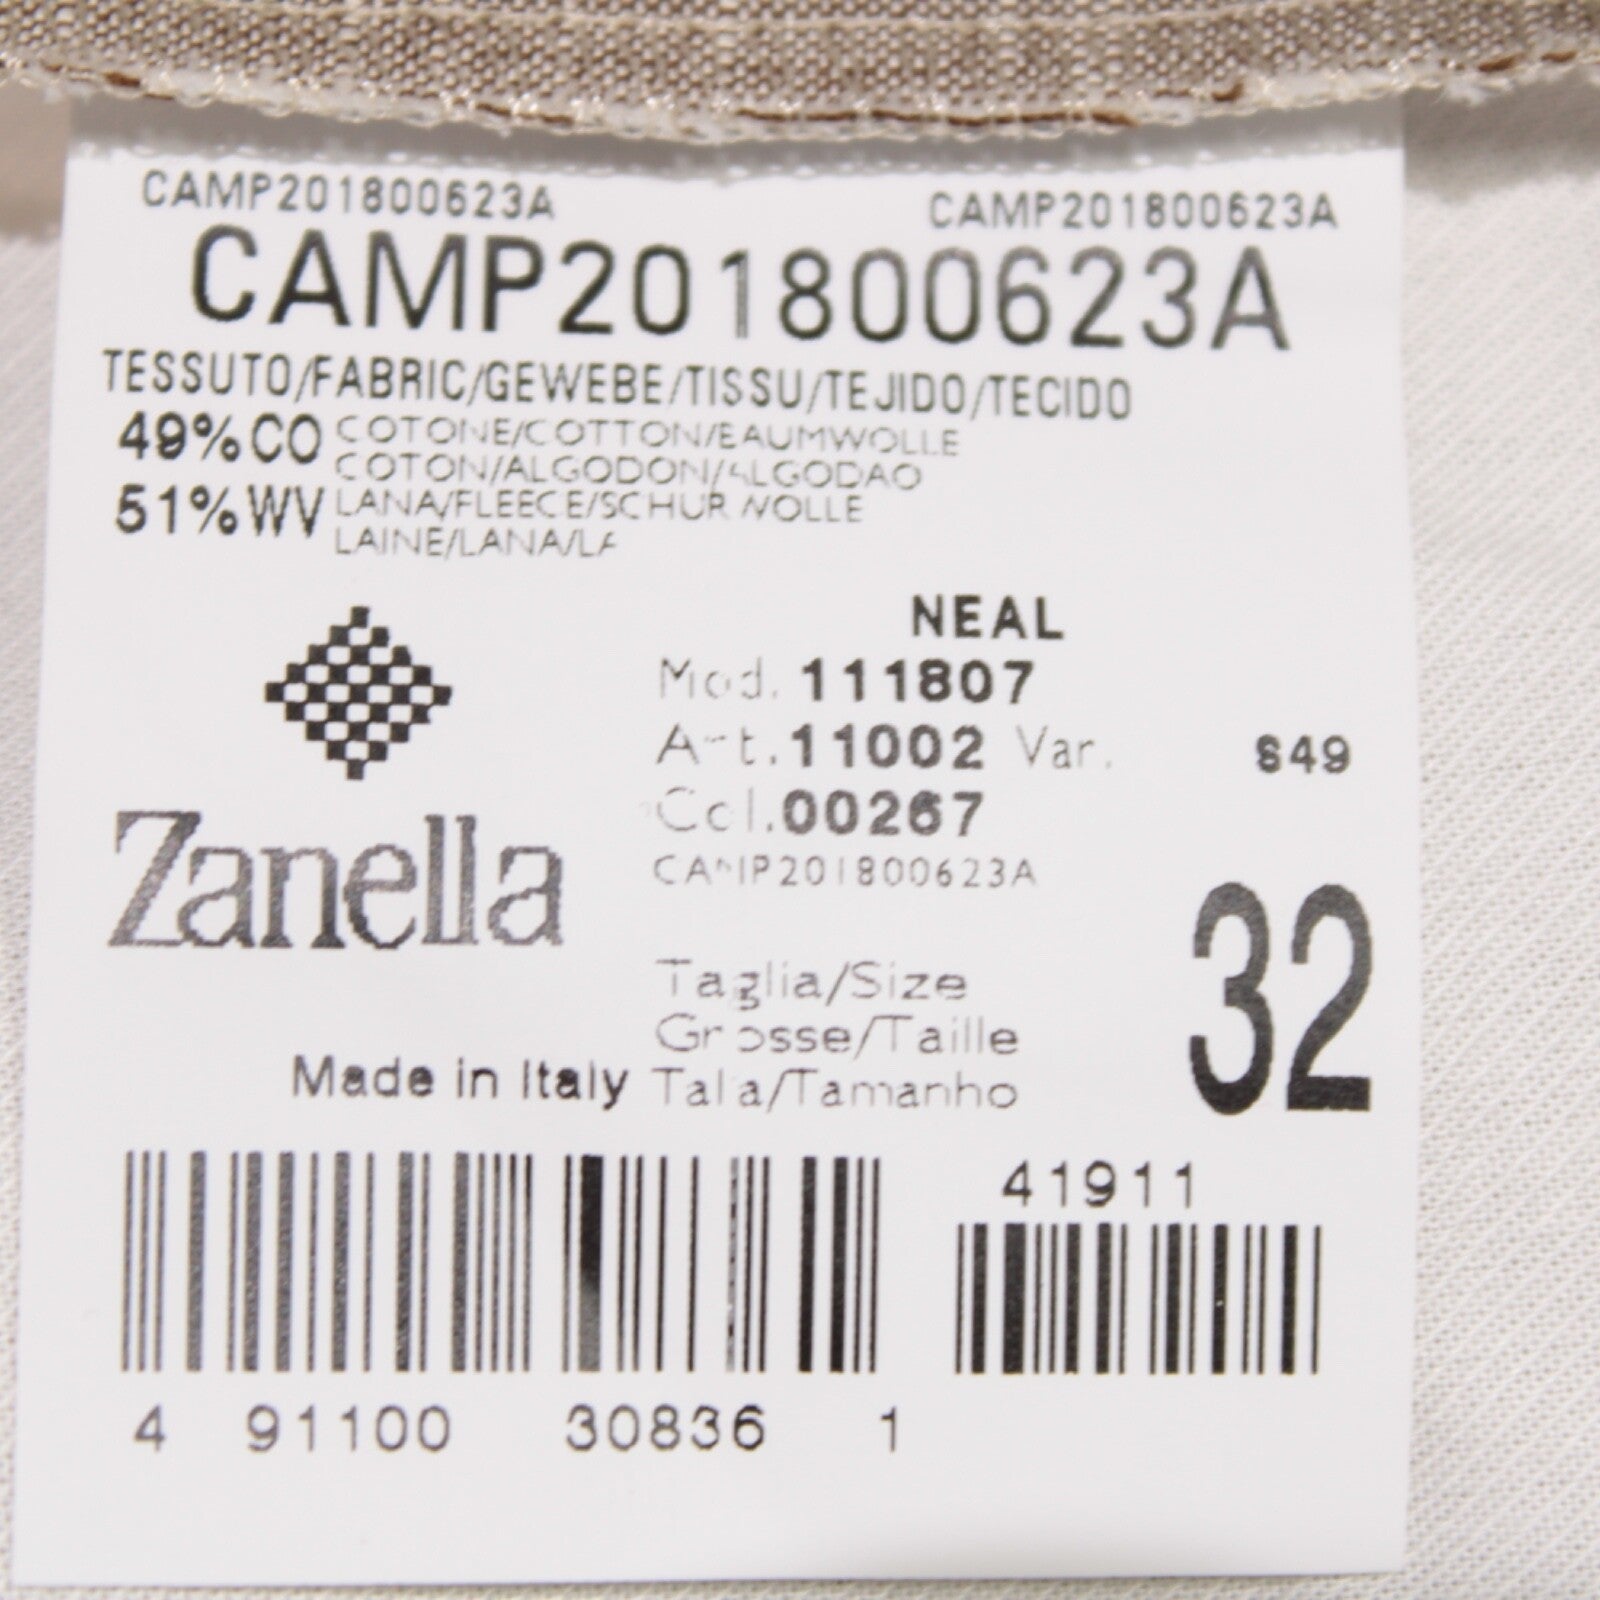 CAMP201800623A CAMP201800623A
CAMP201800623A
TESSUTO/FABRIC/GEWEBE/TISSU/TEJIDO/TECIDO
49%CO COTONE/COTTON/BAUMWOLLE
COTON/ALGODON/ALGODAO
51%WV LANA/FLEECE/SCHURWOLLE
LAINE/LANA/LA
NEAL
Mod. 111807
Art. 11002 Var. 849
Col. 00267
CAMP201800623A
Zanella
Taglia/Size
Grosse/Taille
Talla/Tamanho
32
Made in Italy
41911
4 91100 30836 1